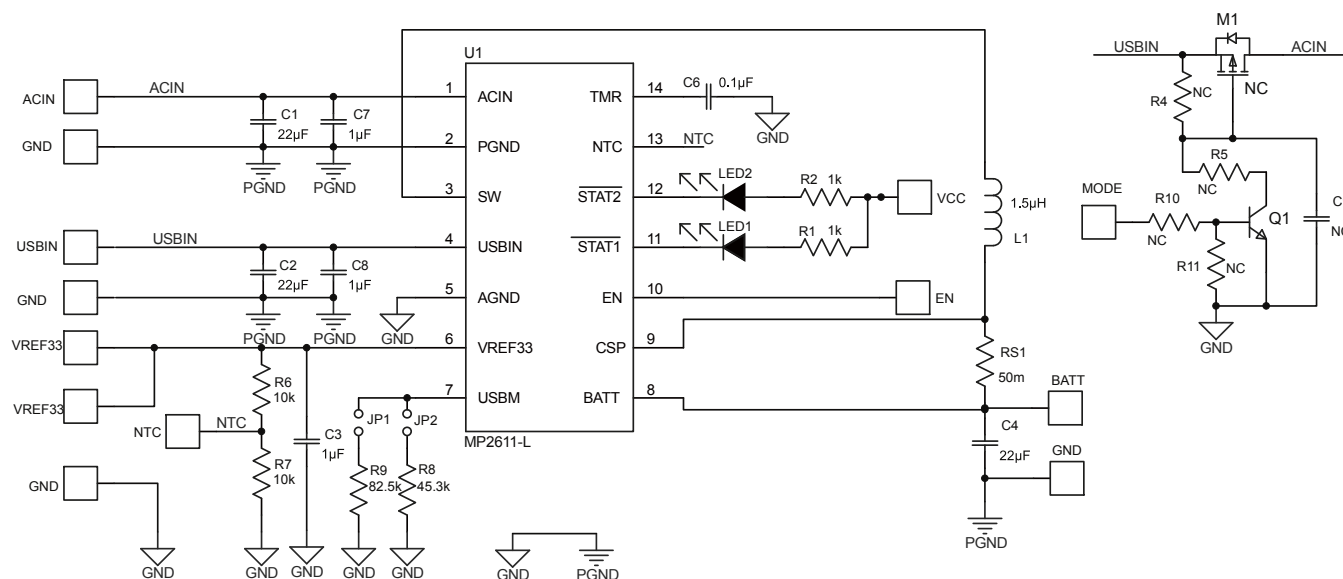 U1
MP2611-L
1 ACIN
2 PGND
3 SW
4 USBIN
5 AGND
6 VREF33
7 USBM
14 TMR
13 NTC
12 STAT2
11 STAT1
10 EN
9 CSP
8 BATT
ACIN
ACIN
GND
C1
22µF
C7
1µF
PGND
PGND
USBIN
USBIN
GND
C2
22µF
C8
1µF
PGND
PGND
GND
VREF33
VREF33
R6
10k
NTC
NTC
R7
10k
C3
1µF
JP1
JP2
R9
82.5k
R8
45.3k
GND
GND
GND
GND
GND
GND
GND
PGND
C6
0.1µF
GND
NTC
LED2
R2 1k
LED1
R1 1k
VCC
EN
1.5µH
L1
RS1
50m
BATT
C4
22µF
GND
PGND
M1
USBIN
ACIN
NC
R4
NC
R5
NC
MODE
R10
NC
Q1
R11
NC
GND